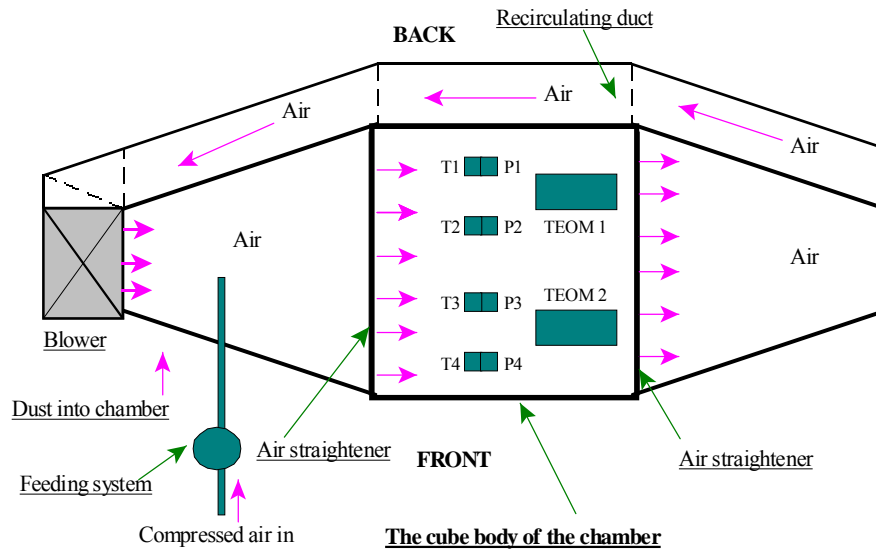 Recirculating duct
BACK
Air
Air
Air
T1 P1
T2 P2
TEOM 1
Air
Air
TEOM 2
T3 P3
T4 P4
Blower
Dust into chamber
Air straightener
FRONT
Air straightener
Feeding system
Compressed air in
The cube body of the chamber